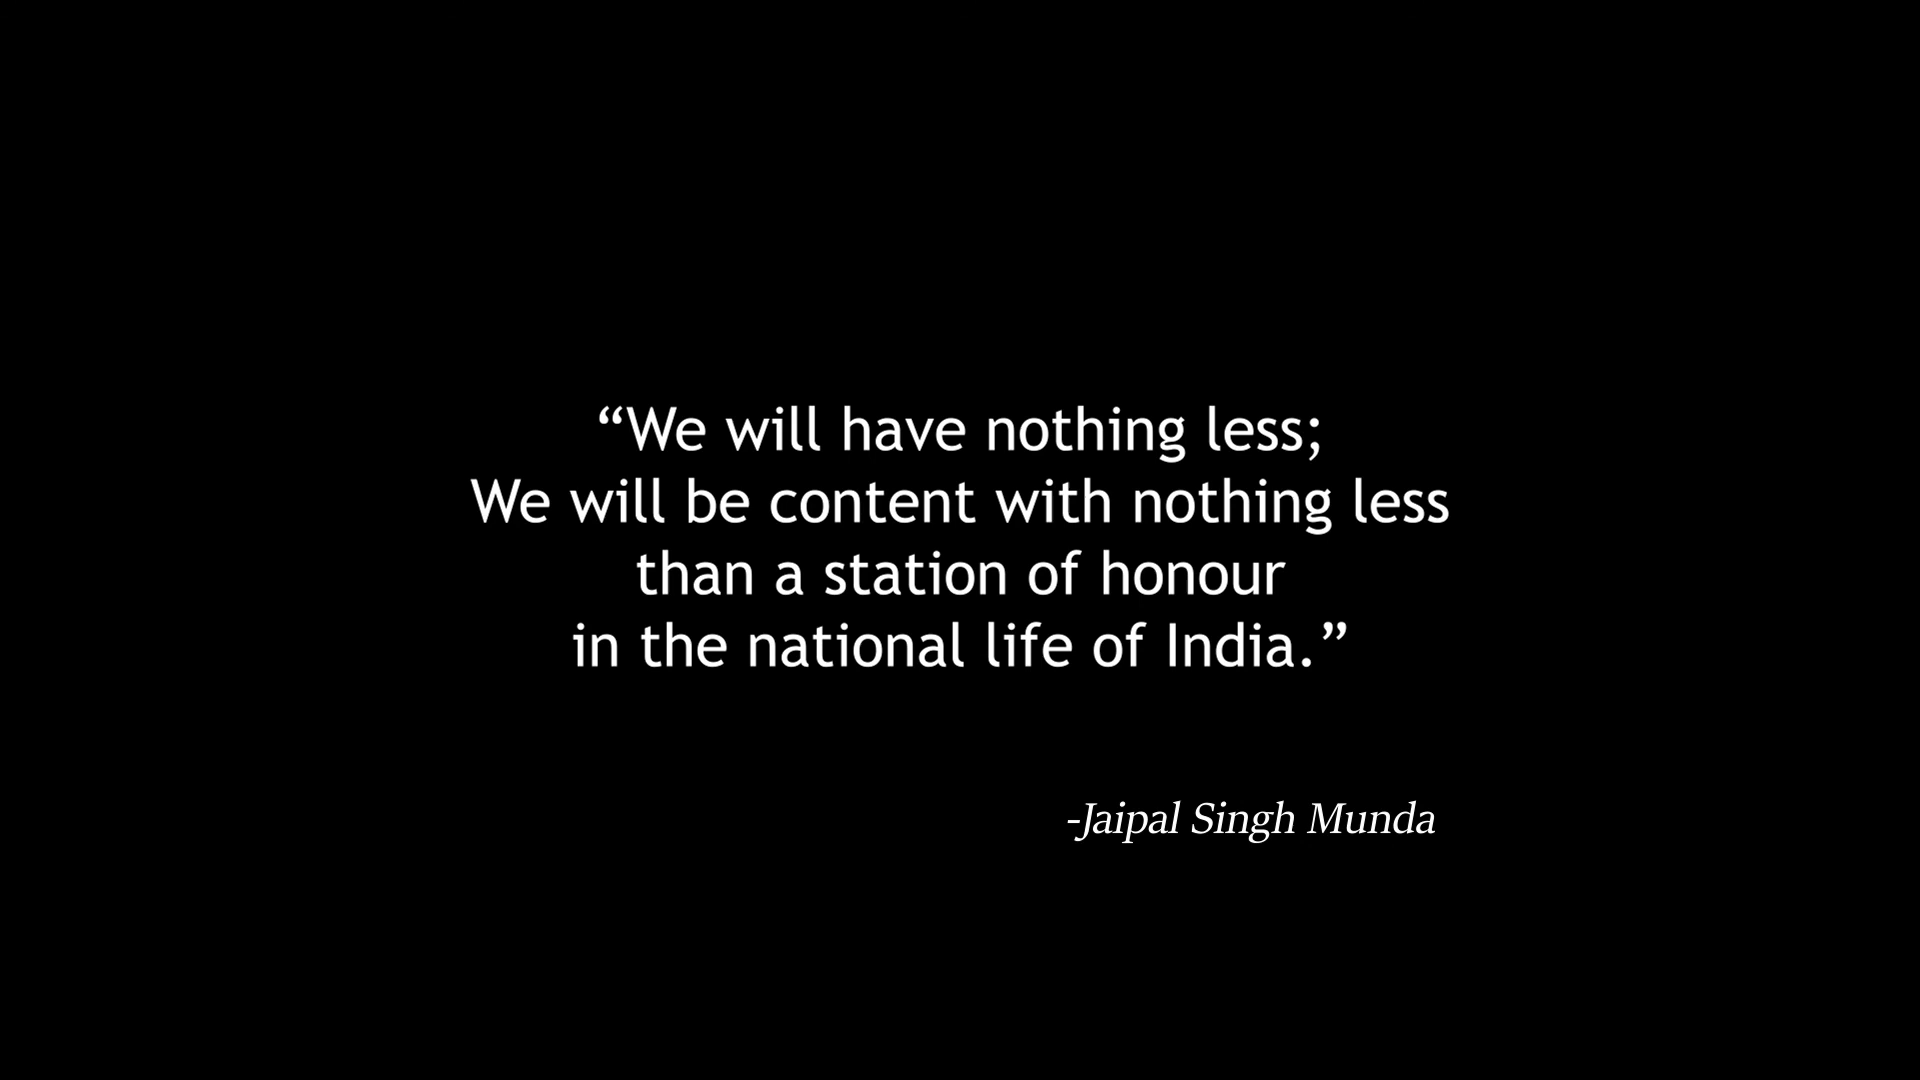 “We will have nothing less;
We will be content with nothing less
than a station of honour
in the national life of India.”
-Jaipal Singh Munda